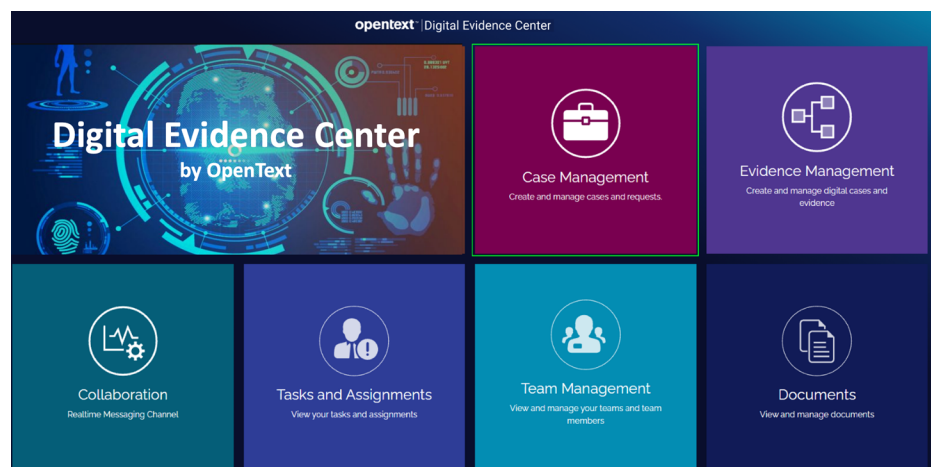 opentext™ | Digital Evidence Center
Digital Evidence Center
by OpenText
Case Management
Create and manage cases and requests.
Evidence Management
Create and manage digital cases and
evidence
Collaboration
Realtime Messaging Channel
Tasks and Assignments
View your tasks and assignments
Team Management
View and manage your teams and team
members
Documents
View and manage documents